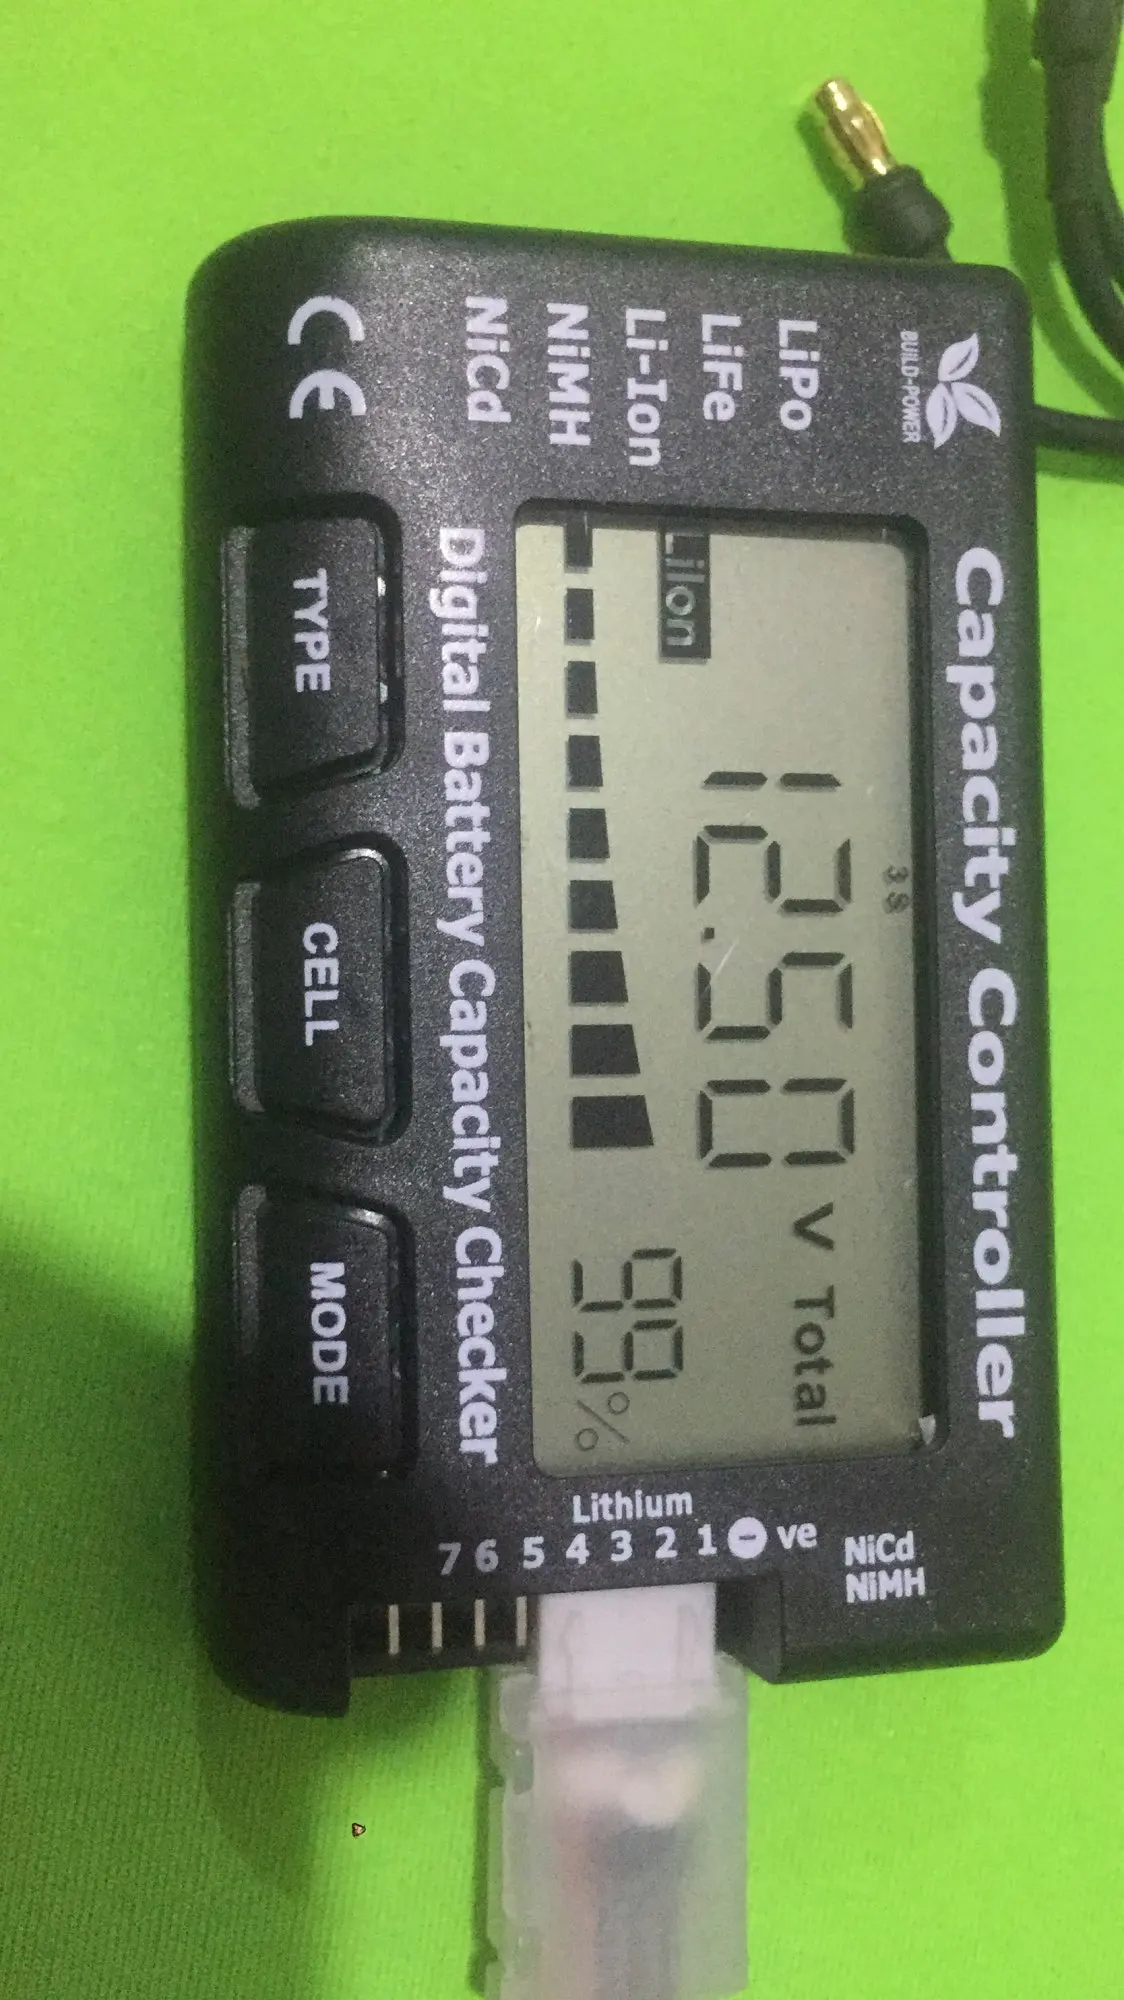 BUILD-POWER
Capacity Controller
LiPo
LiFe
Li-Ion
NiMH
NiCd
CE
3S
12.50 V Total
LiIon
99%
Digital Battery Capacity Checker
TYPE
CELL
MODE
NiCd
NiMH
⊖ ve
1
2
3
4
5
6
7
Lithium